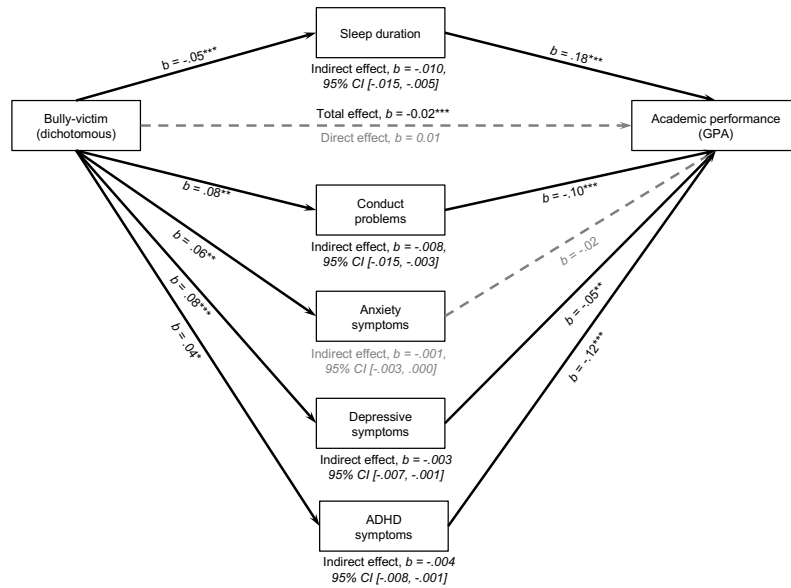 Sleep duration
b = -.05***
b = .18***
Indirect effect, b = -.010,
95% CI [-.015, -.005]
Bully-victim
(dichotomous)
Total effect, b = -0.02***
Direct effect, b = 0.01
Academic performance
(GPA)
b = .08**
Conduct
problems
b = -.10***
Indirect effect, b = -.008,
95% CI [-.015, -.003]
b = .06**
b = -.02
Anxiety
symptoms
b = .08***
b = -.05**
Indirect effect, b = -.001,
95% CI [-.003, .000]
b = .04*
b = -.12***
Depressive
symptoms
Indirect effect, b = -.003
95% CI [-.007, -.001]
ADHD
symptoms
Indirect effect, b = -.004
95% CI [-.008, -.001]